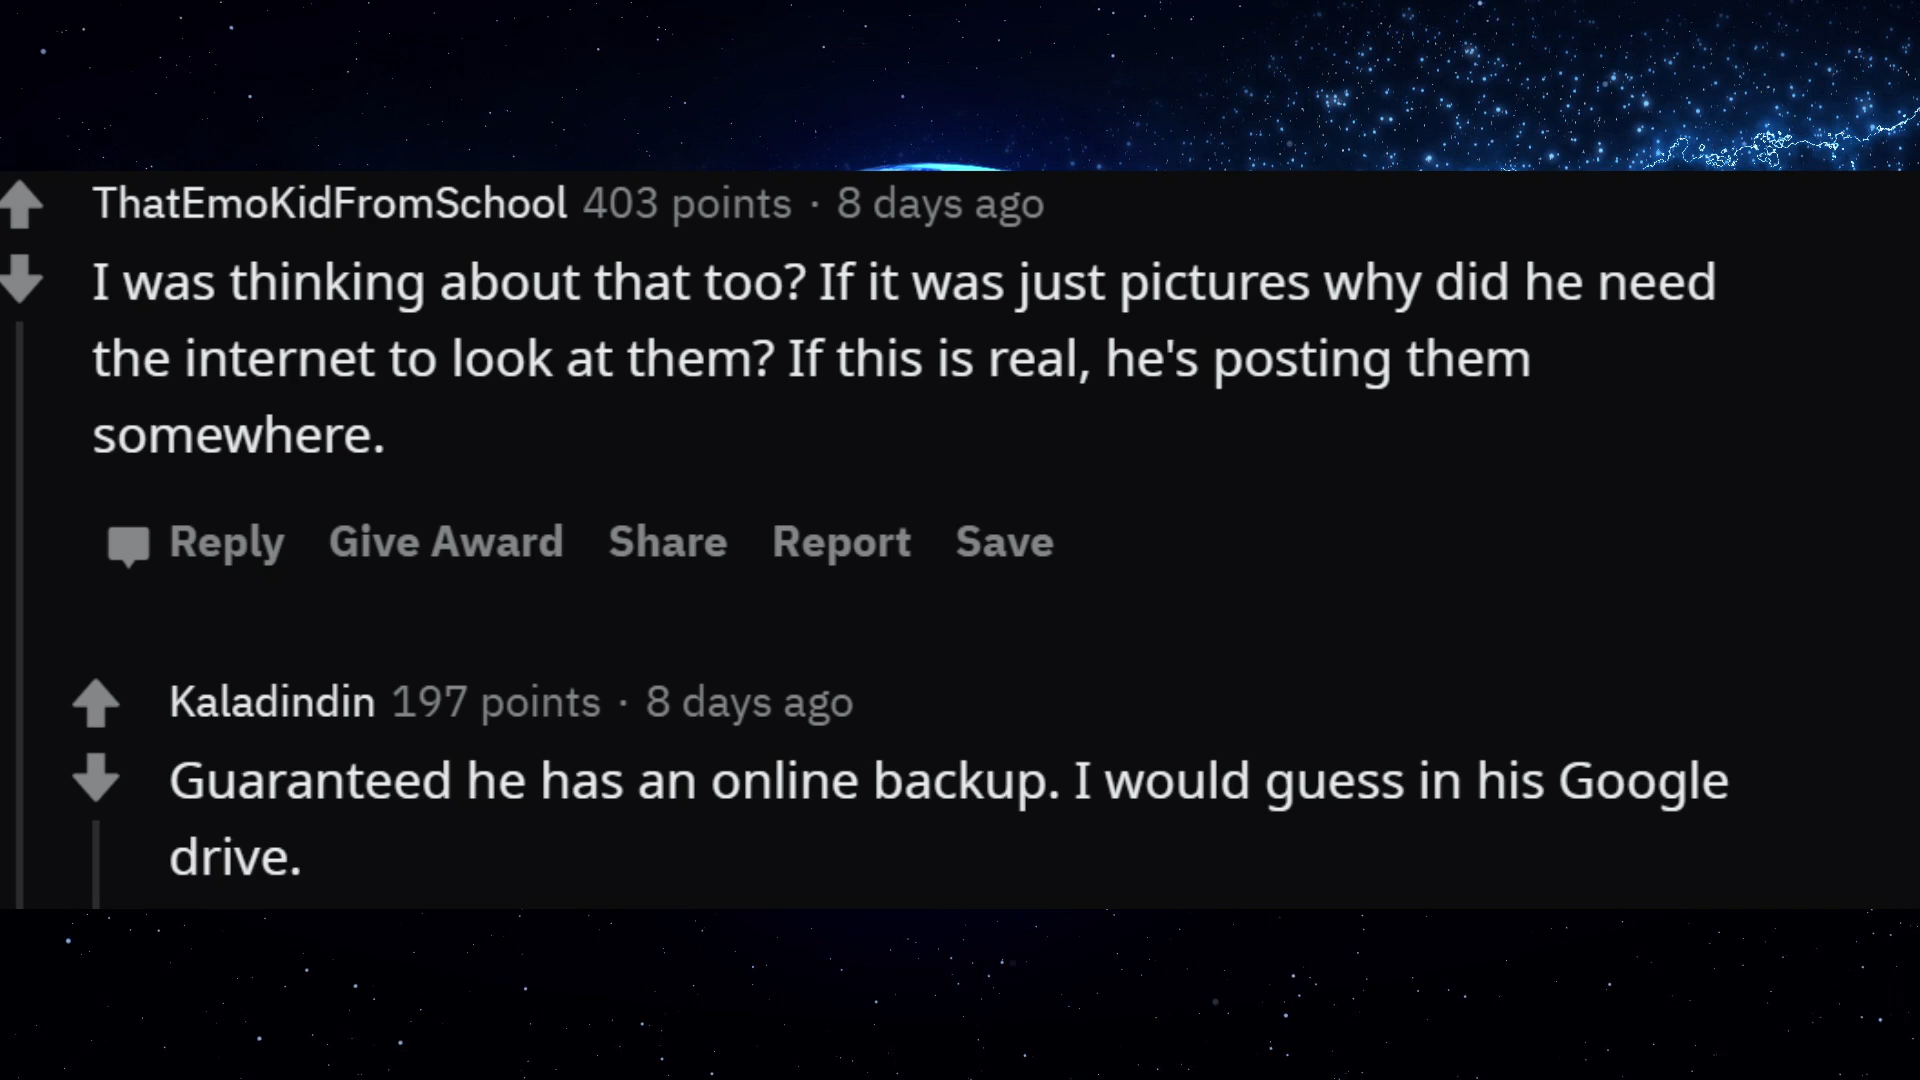 ThatEmoKidFromSchool 403 points · 8 days ago
I was thinking about that too? If it was just pictures why did he need
the internet to look at them? If this is real, he's posting them
somewhere.
Reply Give Award Share Report Save
Kaladindin 197 points · 8 days ago
Guaranteed he has an online backup. I would guess in his Google
drive.